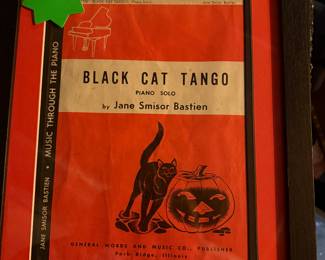 BLACK CAT TANGO
PIANO SOLO
by Jane Smisor Bastien
JANE SMISOR BASTIEN • MUSIC THROUGH THE PIANO
GENERAL WORDS AND MUSIC CO., PUBLISHER
Park Ridge, Illinois